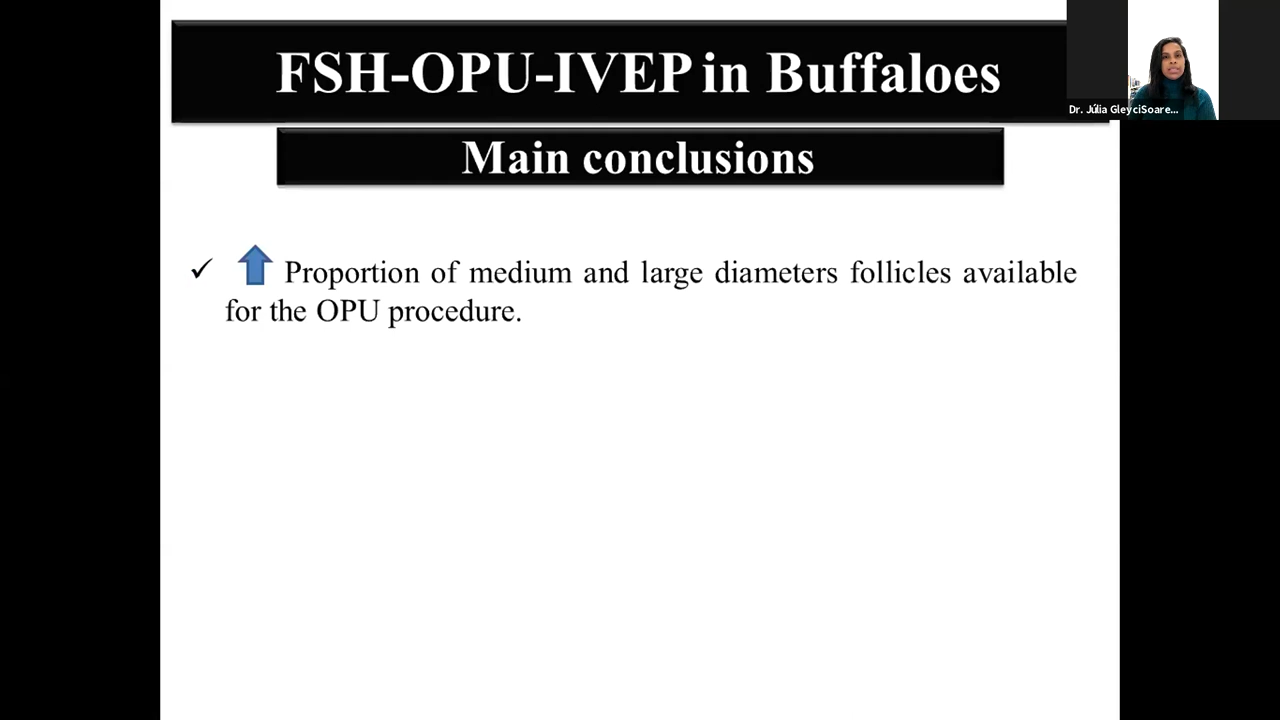 FSH-OPU-IVEP in Buffaloes
Dr. Júlia GleyciSoare...
Main conclusions
✓ ⬆ Proportion of medium and large diameters follicles available
for the OPU procedure.